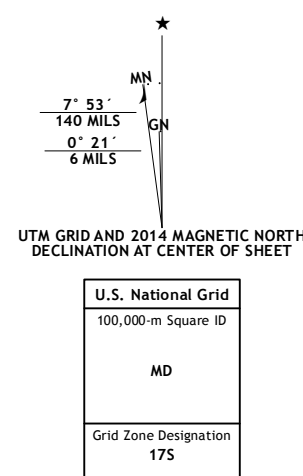 MN
7° 53´
140 MILS
GN
0° 21´
6 MILS
UTM GRID AND 2014 MAGNETIC NORTH
DECLINATION AT CENTER OF SHEET
U.S. National Grid
100,000-m Square ID
MD
Grid Zone Designation
17S